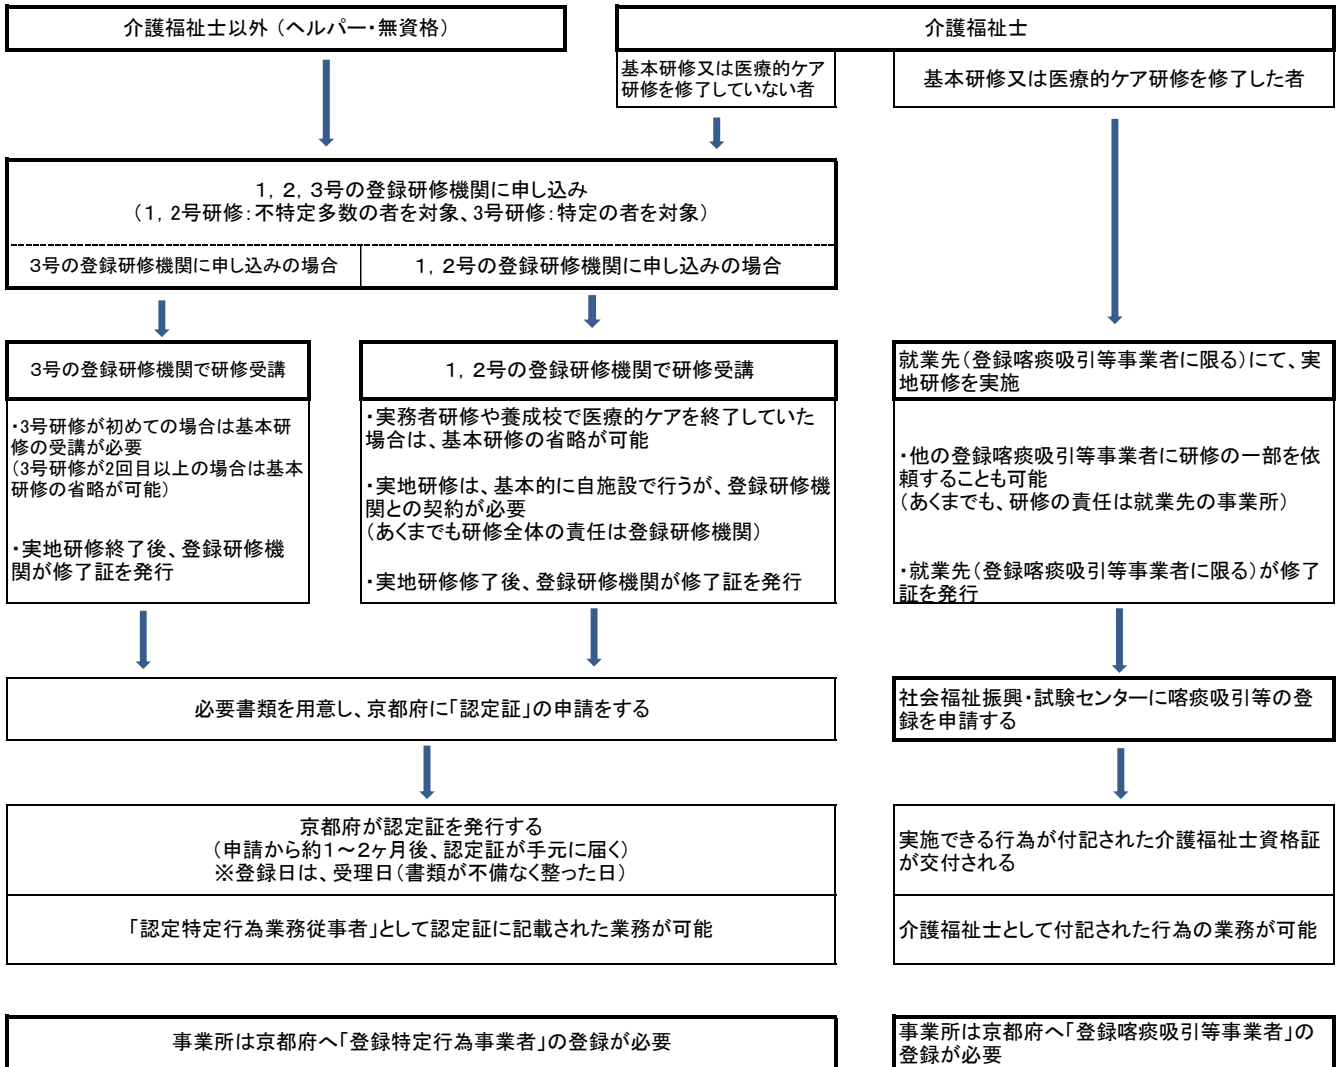 介護福祉士以外（ヘルパー・無資格）
介護福祉士
基本研修又は医療的ケア
研修を修了していない者
基本研修又は医療的ケア研修を修了した者
1，2，3号の登録研修機関に申し込み
（1，2号研修：不特定多数の者を対象、3号研修：特定の者を対象）
3号の登録研修機関に申し込みの場合
1，2号の登録研修機関に申し込みの場合
3号の登録研修機関で研修受講
・3号研修が初めての場合は基本研
修の受講が必要
（3号研修が2回目以上の場合は基本
研修の省略が可能）
・実地研修終了後、登録研修機
関が修了証を発行
1，2号の登録研修機関で研修受講
・実務者研修や養成校で医療的ケアを終了していた
場合は、基本研修の省略が可能
・実地研修は、基本的に自施設で行うが、登録研修機
関との契約が必要
（あくまでも研修全体の責任は登録研修機関）
・実地研修修了後、登録研修機関が修了証を発行
就業先（登録喀痰吸引等事業者に限る）にて、実
地研修を実施
・他の登録喀痰吸引等事業者に研修の一部を依
頼することも可能
（あくまでも、研修の責任は就業先の事業所）
・就業先（登録喀痰吸引等事業者に限る）が修了
証を発行
必要書類を用意し、京都府に「認定証」の申請をする
社会福祉振興・試験センターに喀痰吸引等の登
録を申請する
京都府が認定証を発行する
（申請から約1～2ヶ月後、認定証が手元に届く）
※登録日は、受理日（書類が不備なく整った日）
「認定特定行為業務従事者」として認定証に記載された業務が可能
実施できる行為が付記された介護福祉士資格証
が交付される
介護福祉士として付記された行為の業務が可能
事業所は京都府へ「登録特定行為事業者」の登録が必要
事業所は京都府へ「登録喀痰吸引等事業者」の
登録が必要